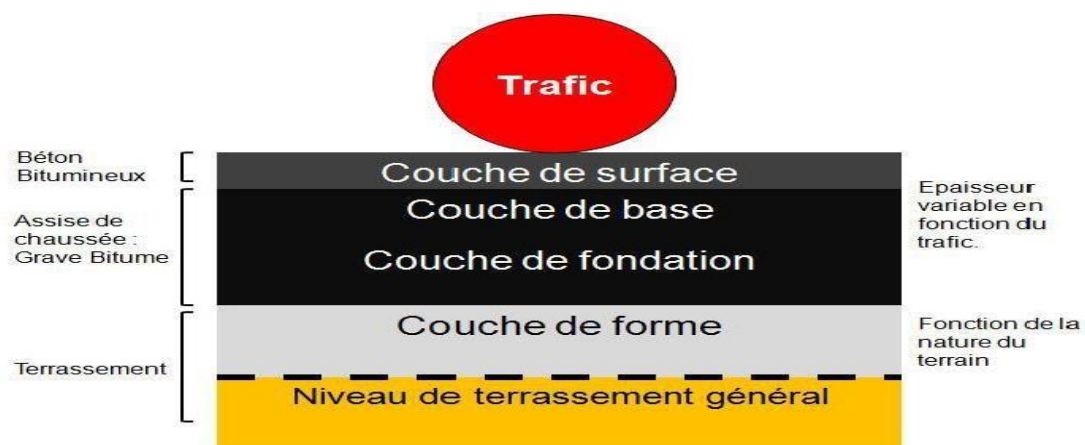 Trafic
Béton
Bitumineux
Couche de surface
Assise de
chaussée :
Grave Bitume
Couche de base
Couche de fondation
Epaisseur
variable en
fonction du
trafic.
Terrassement
Couche de forme
Niveau de terrassement général
Fonction de la
nature du
terrain